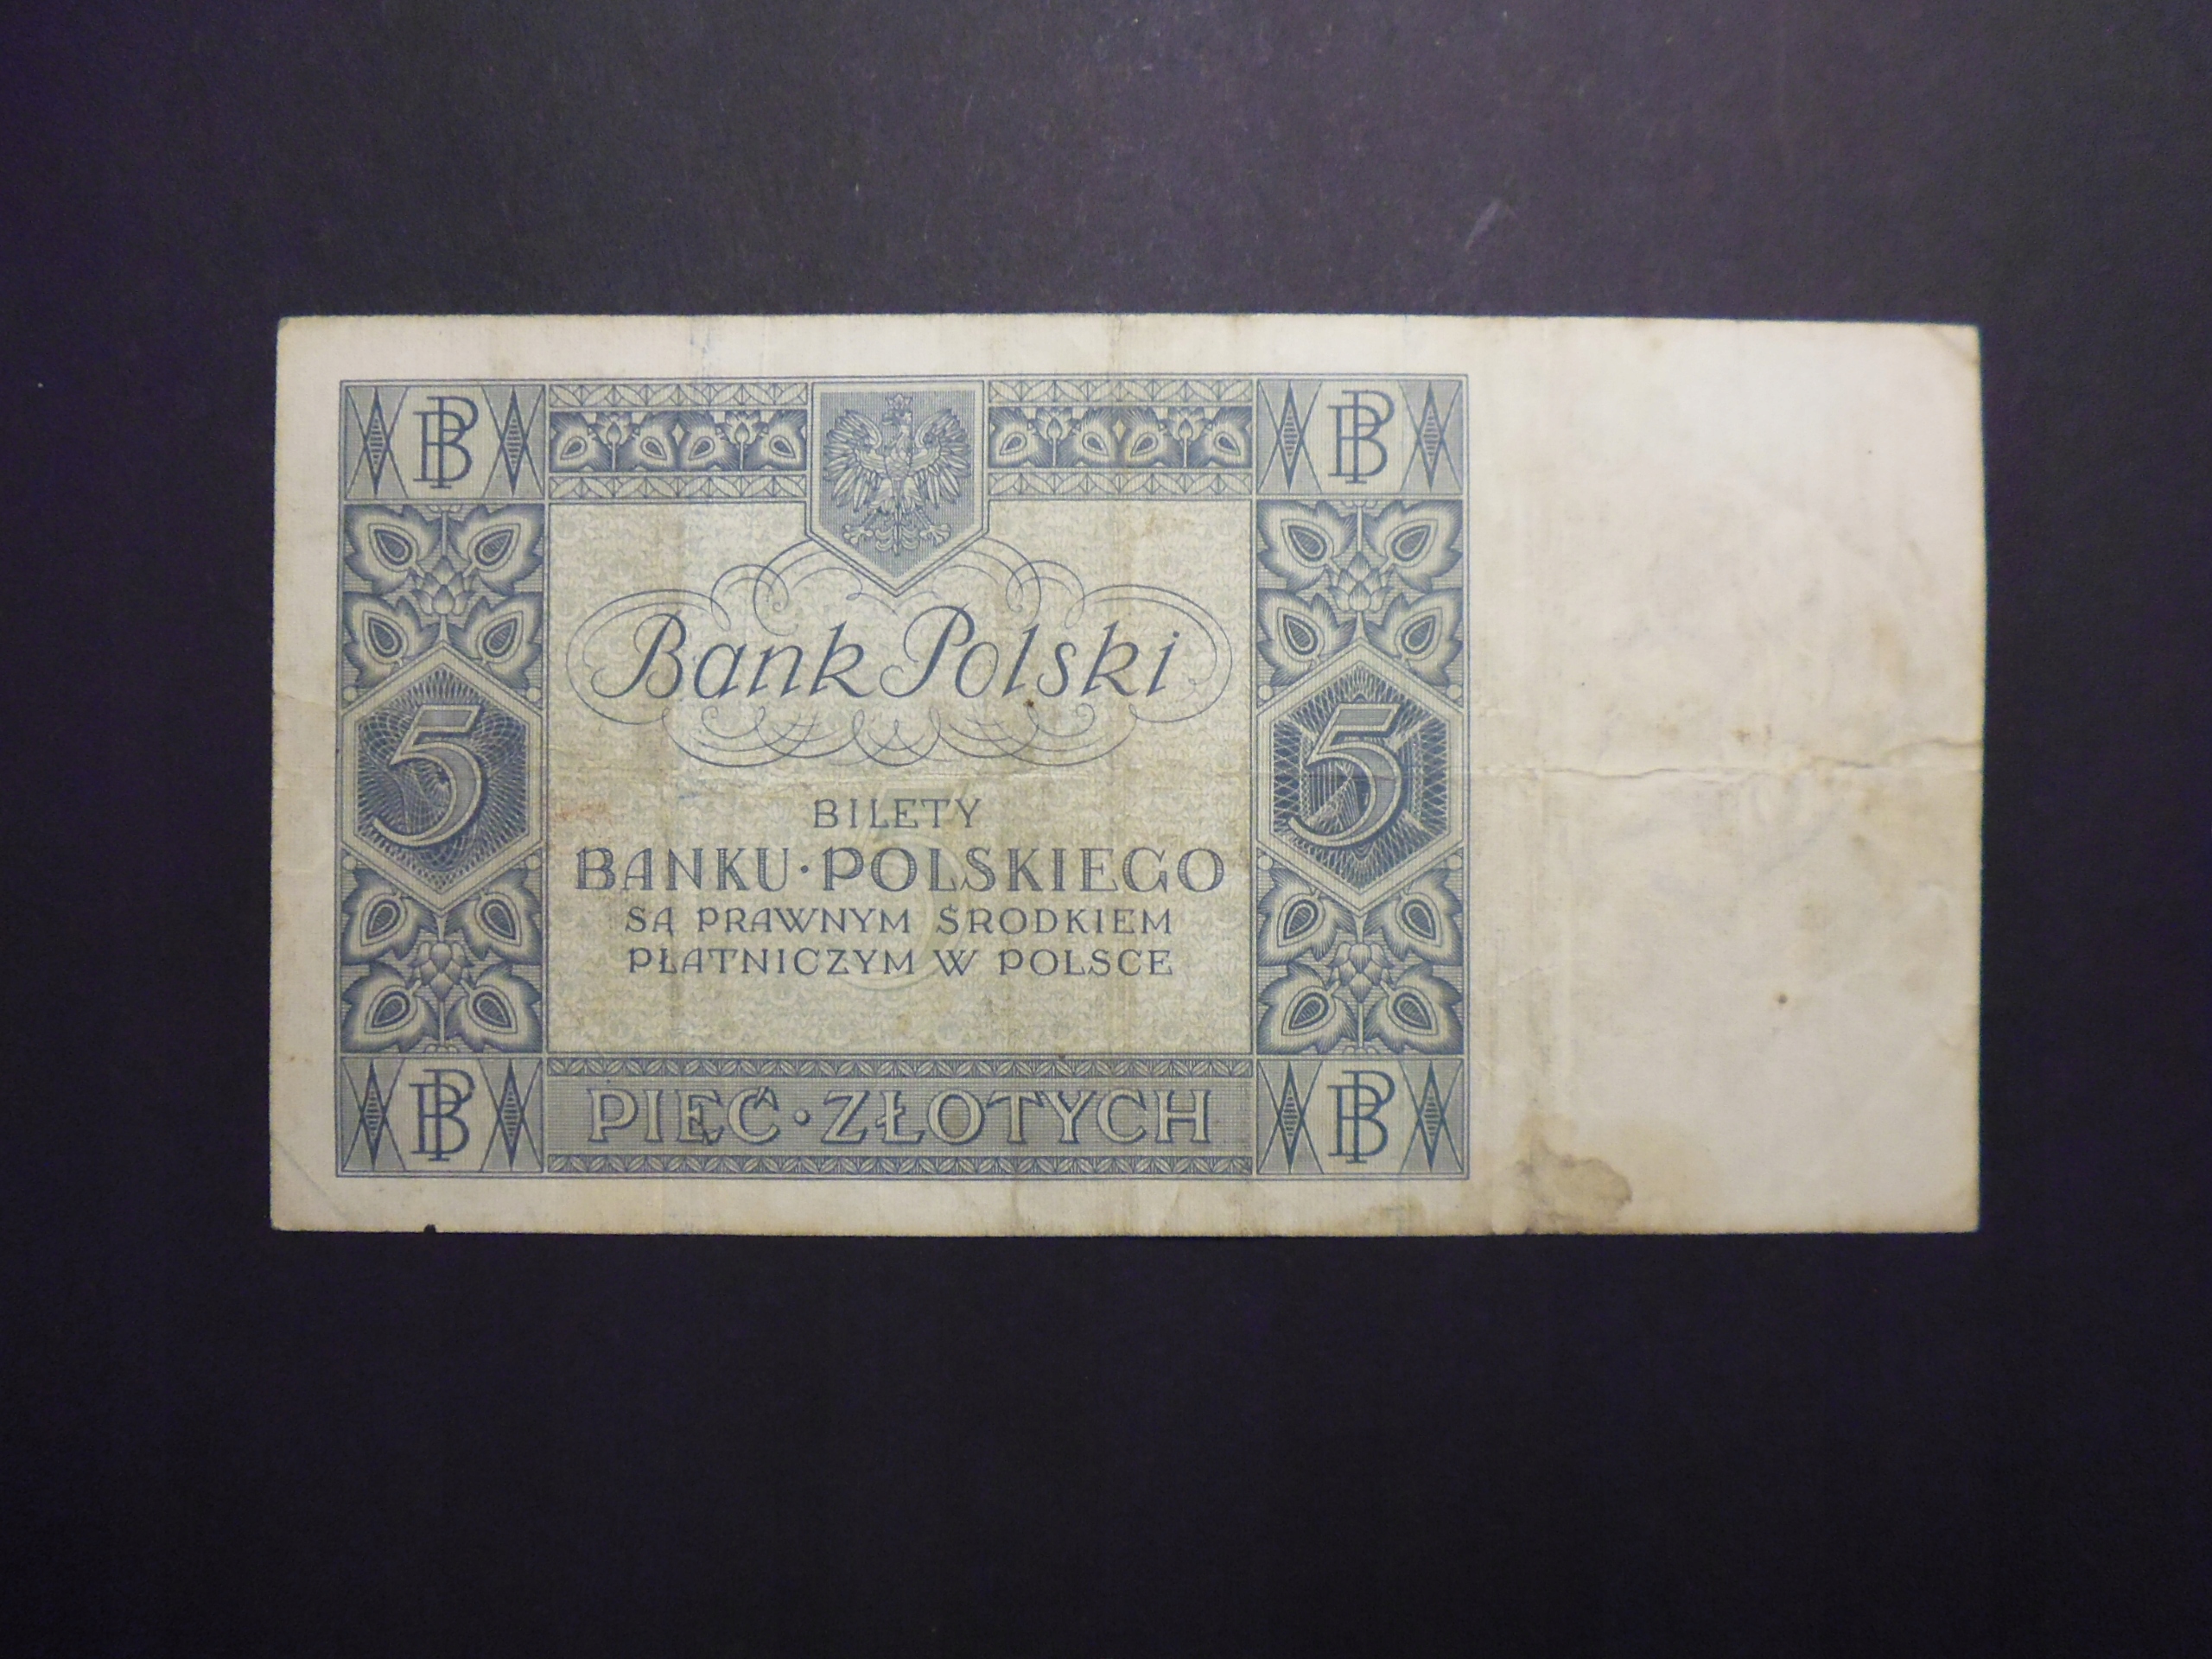 BP BP
Bank Polski
5 5
BILETY
BANKU·POLSKIEGO
SĄ PRAWNYM ŚRODKIEM
PŁATNICZYM W POLSCE
BP PIĘĆ·ZŁOTYCH BP